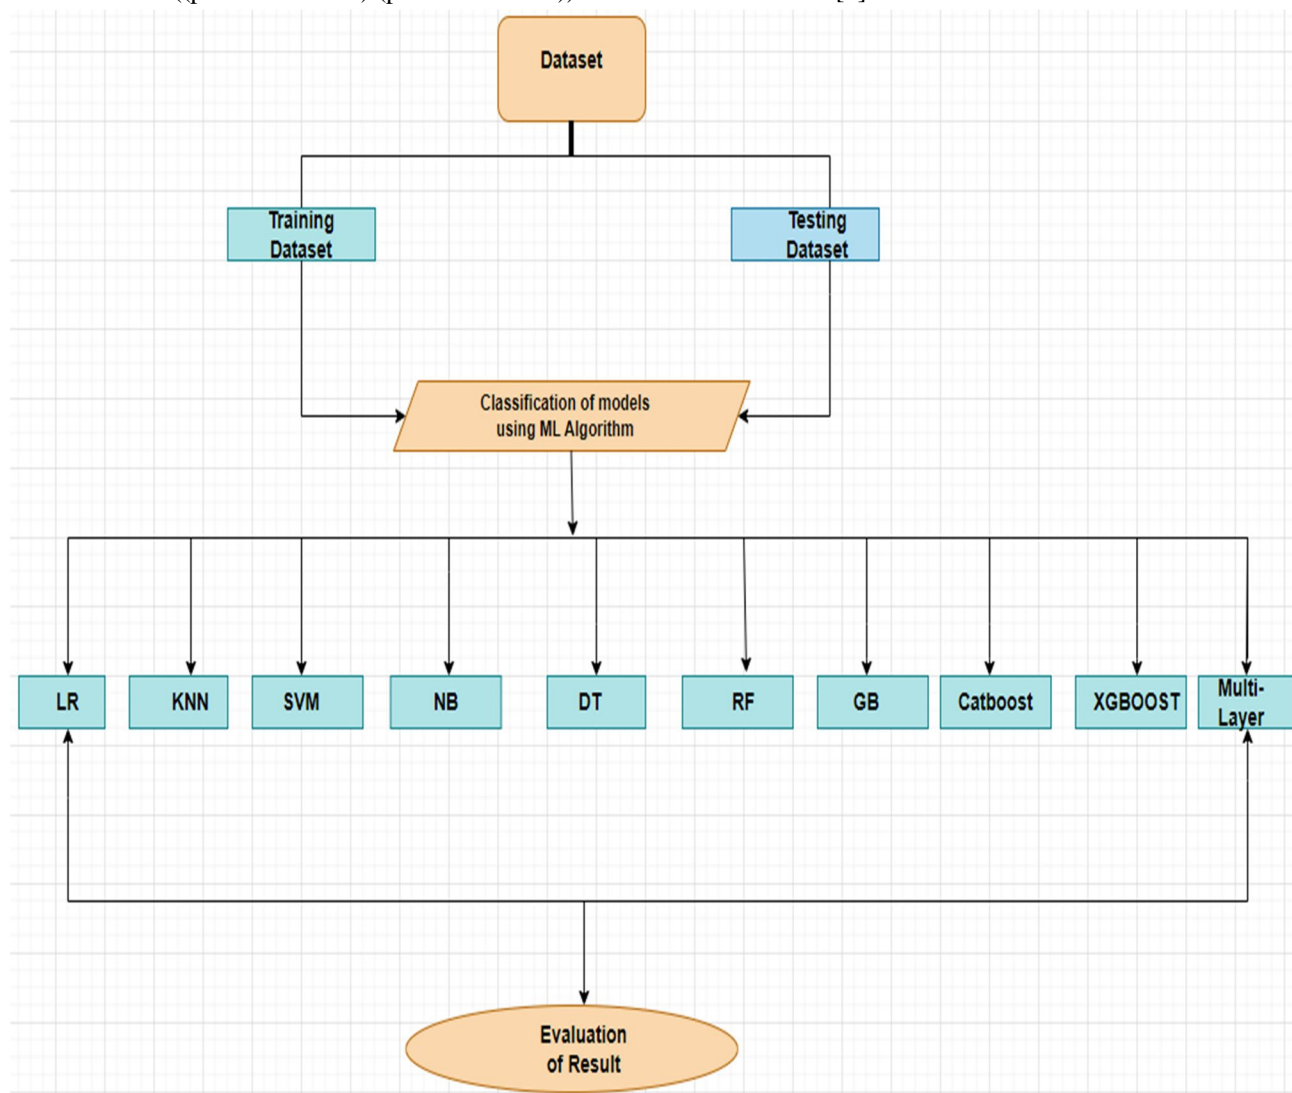 Dataset
Training
Dataset
Testing
Dataset
Classification of models
using ML Algorithm
LR
KNN
SVM
NB
DT
RF
GB
Catboost
XGBOOST
Multi-
Layer
Evaluation
of Result